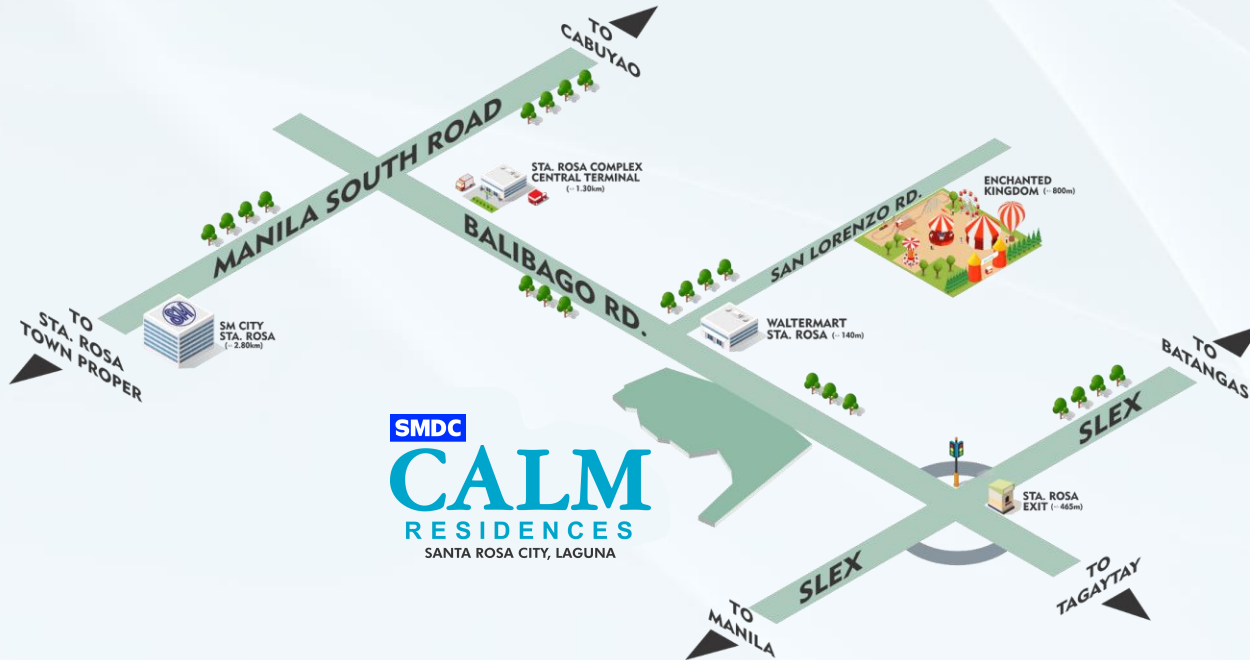 TO
CABUYAO
MANILA SOUTH ROAD
STA. ROSA COMPLEX
CENTRAL TERMINAL
(~ 1.30km)
ENCHANTED
KINGDOM (~ 800m)
SAN LORENZO RD.
BALIBAGO RD.
TO
STA. ROSA
TOWN PROPER
SM
SM CITY
STA. ROSA
(~ 2.80km)
WALTERMART
STA. ROSA (~ 140m)
TO
BATANGAS
SLEX
SMDC
CALM
RESIDENCES
SANTA ROSA CITY, LAGUNA
STA. ROSA
EXIT (~ 465m)
SLEX
TO
TAGAYTAY
TO
MANILA